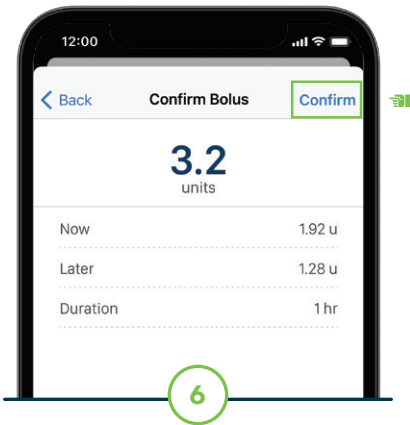 12:00
Back Confirm Bolus Confirm
3.2
units
Now 1.92 u
Later 1.28 u
Duration 1 hr
6